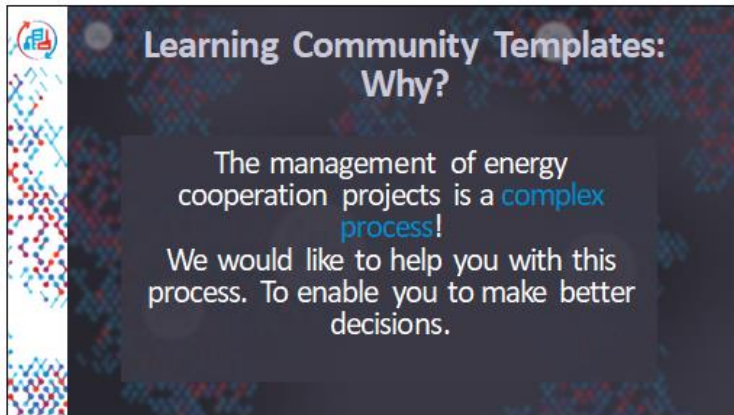 Learning Community Templates:
Why?
The management of energy
cooperation projects is a complex
process!
We would like to help you with this
process. To enable you to make better
decisions.